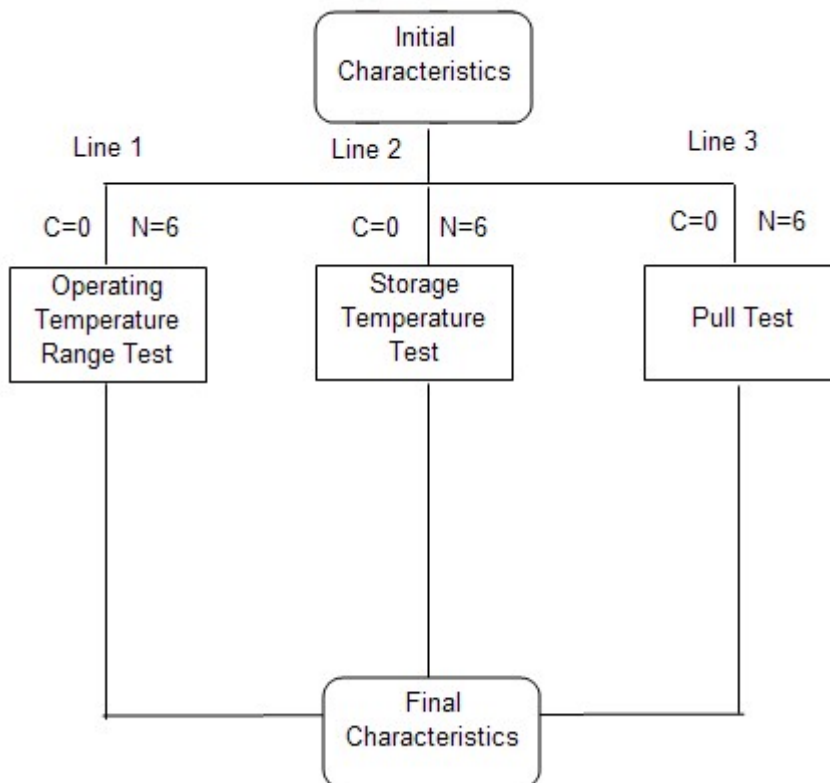 Initial
Characteristics
Line 1
Line 2
Line 3
C=0 N=6
C=0 N=6
C=0 N=6
Operating
Temperature
Range Test
Storage
Temperature
Test
Pull Test
Final
Characteristics